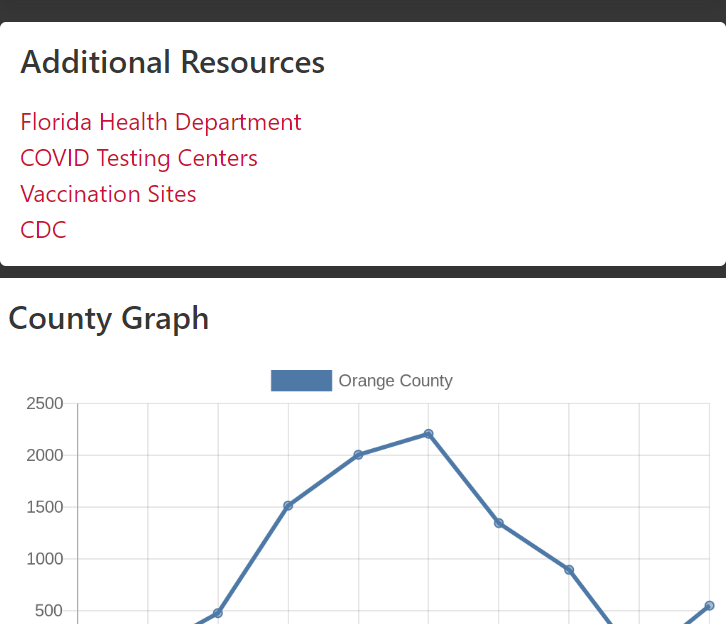 Additional Resources
Florida Health Department
COVID Testing Centers
Vaccination Sites
CDC
County Graph
Orange County
2500
2000
1500
1000
500